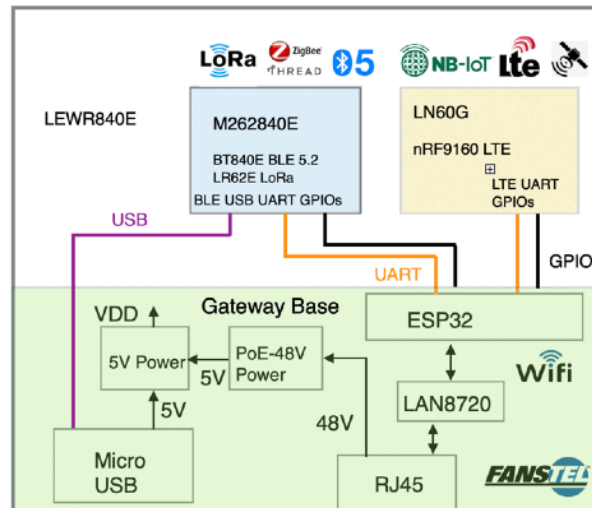 LoRa
ZigBee
THREAD
5
NB-IoT
Lte
LEWR840E
M262840E
BT840E BLE 5.2
LR62E LoRa
BLE USB UART GPIOs
LN60G
nRF9160 LTE
LTE UART
GPIOs
USB
UART
GPIO
Gateway Base
VDD
5V Power
5V
PoE-48V
Power
5V
48V
ESP32
Wifi
LAN8720
Micro
USB
RJ45
FANSTEL